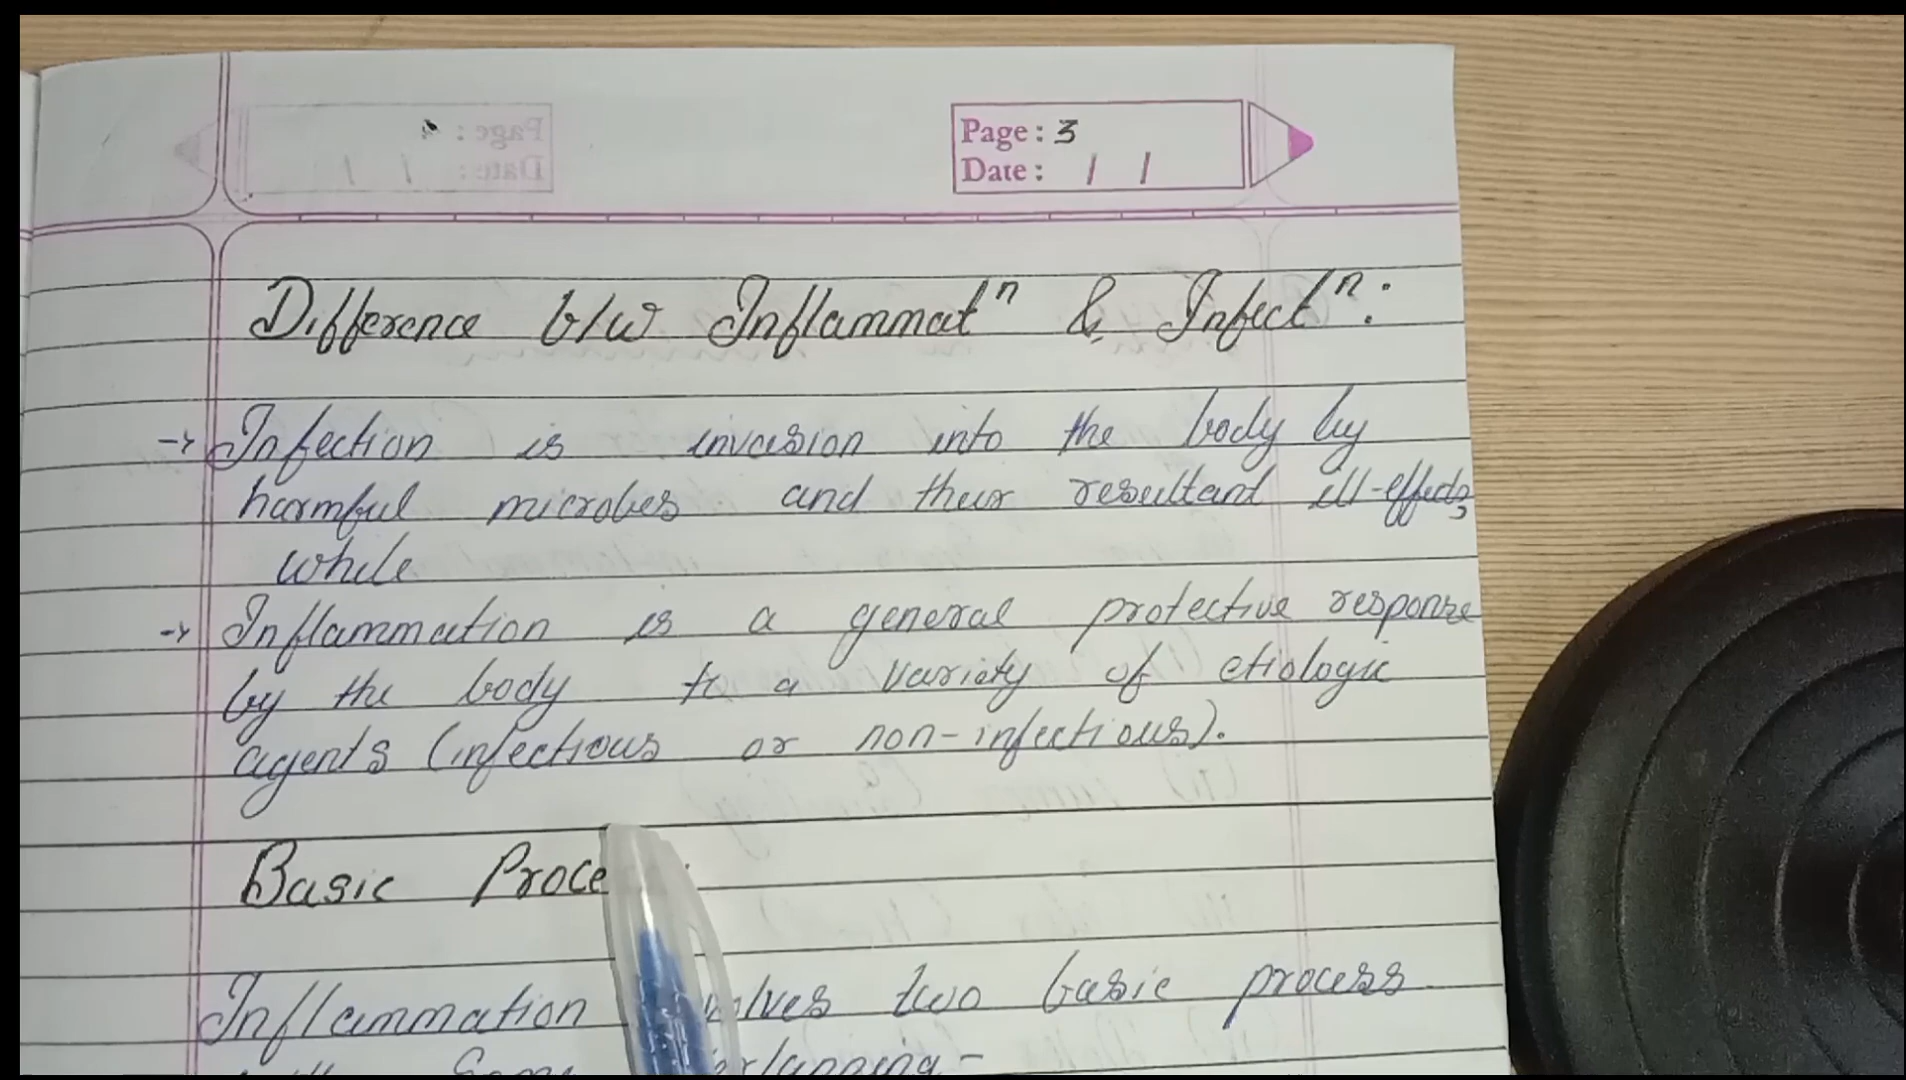 Page : 3
Date : / /
Difference b/w Inflammatⁿ & Infectⁿ :
→ Infection is invasion into the body by
harmful microbes and their resultant ill-effects,
while
→ Inflammation is a general protective response
by the body to a variety of etiologic
agents (infectious or non-infectious).
Basic
Inflammation two basic process